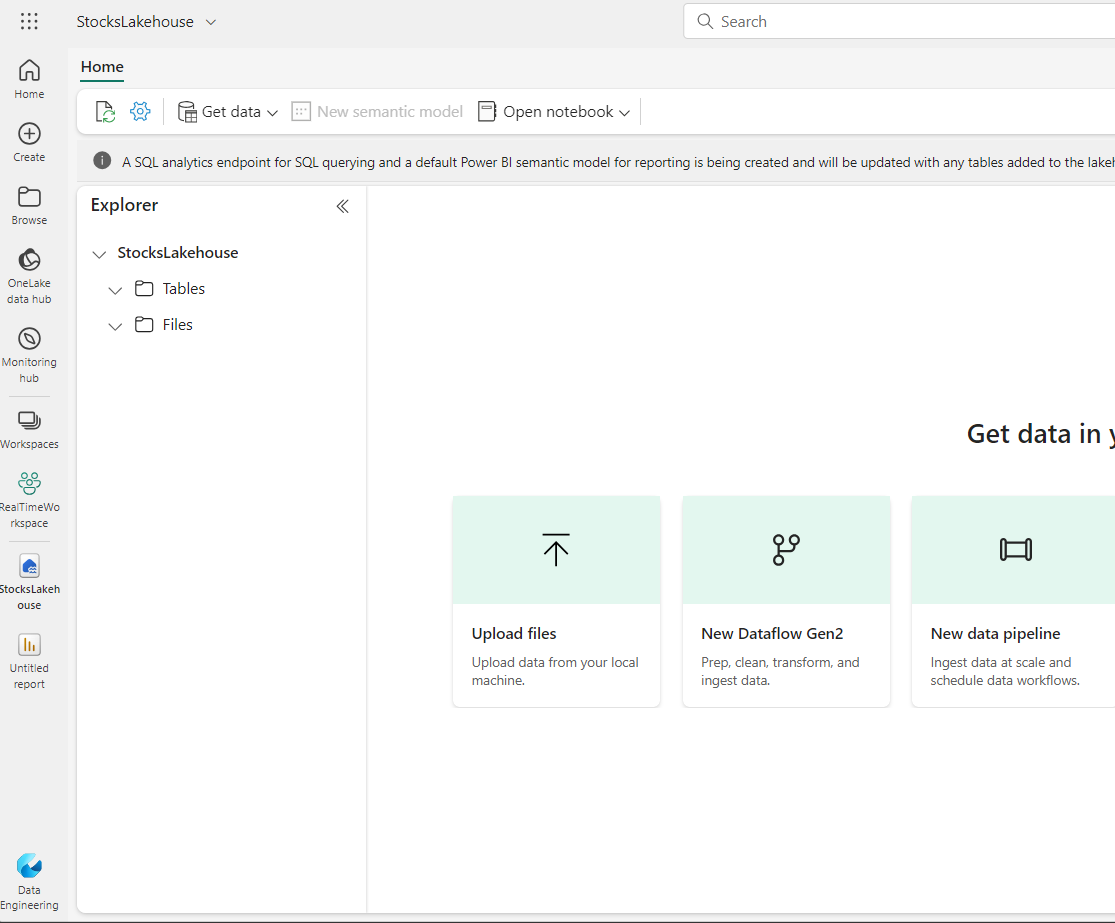 StocksLakehouse
Search
Home
Get data
New semantic model
Open notebook
A SQL analytics endpoint for SQL querying and a default Power BI semantic model for reporting is being created and will be updated with any tables added to the lakeh
Home
Create
Browse
OneLake
data hub
Monitoring
hub
Workspaces
RealTimeWo
rkspace
StocksLakeh
ouse
Untitled
report
Data
Engineering
Explorer
StocksLakehouse
Tables
Files
Get data in y
Upload files
Upload data from your local
machine.
New Dataflow Gen2
Prep, clean, transform, and
ingest data.
New data pipeline
Ingest data at scale and
schedule data workflows.